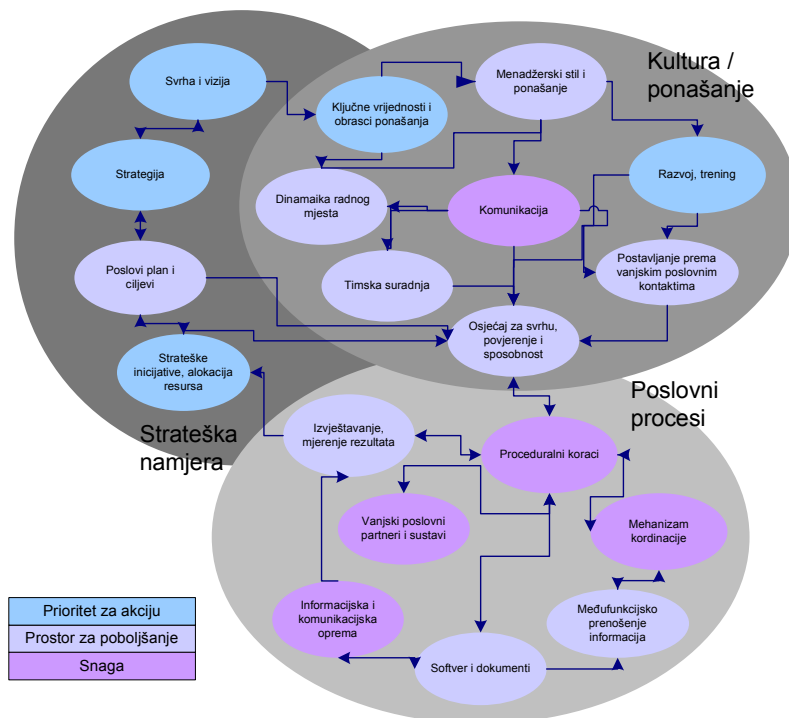 Kultura /
ponašanje
Svrha i vizija
Menadžerski stil i
ponašanje
Ključne vrijednosti i
obrasci ponašanja
Strategija
Razvoj, trening
Dinamaika radnog
mjesta
Komunikacija
Poslovi plan i
ciljevi
Timska suradnja
Postavljanje prema
vanjskim poslovnim
kontaktima
Osjećaj za svrhu,
povjerenje i
sposobnost
Strateške
inicijative, alokacija
resursa
Strateška
namjera
Poslovni
procesi
Izvještavanje,
mjerenje rezultata
Proceduralni koraci
Vanjski poslovni
partneri i sustavi
Mehanizam
kordinacije
Informacijska i
komunikacijska
oprema
Međufunkcijsko
prenošenje
informacija
Softver i dokumenti
Prioritet za akciju
Prostor za poboljšanje
Snaga